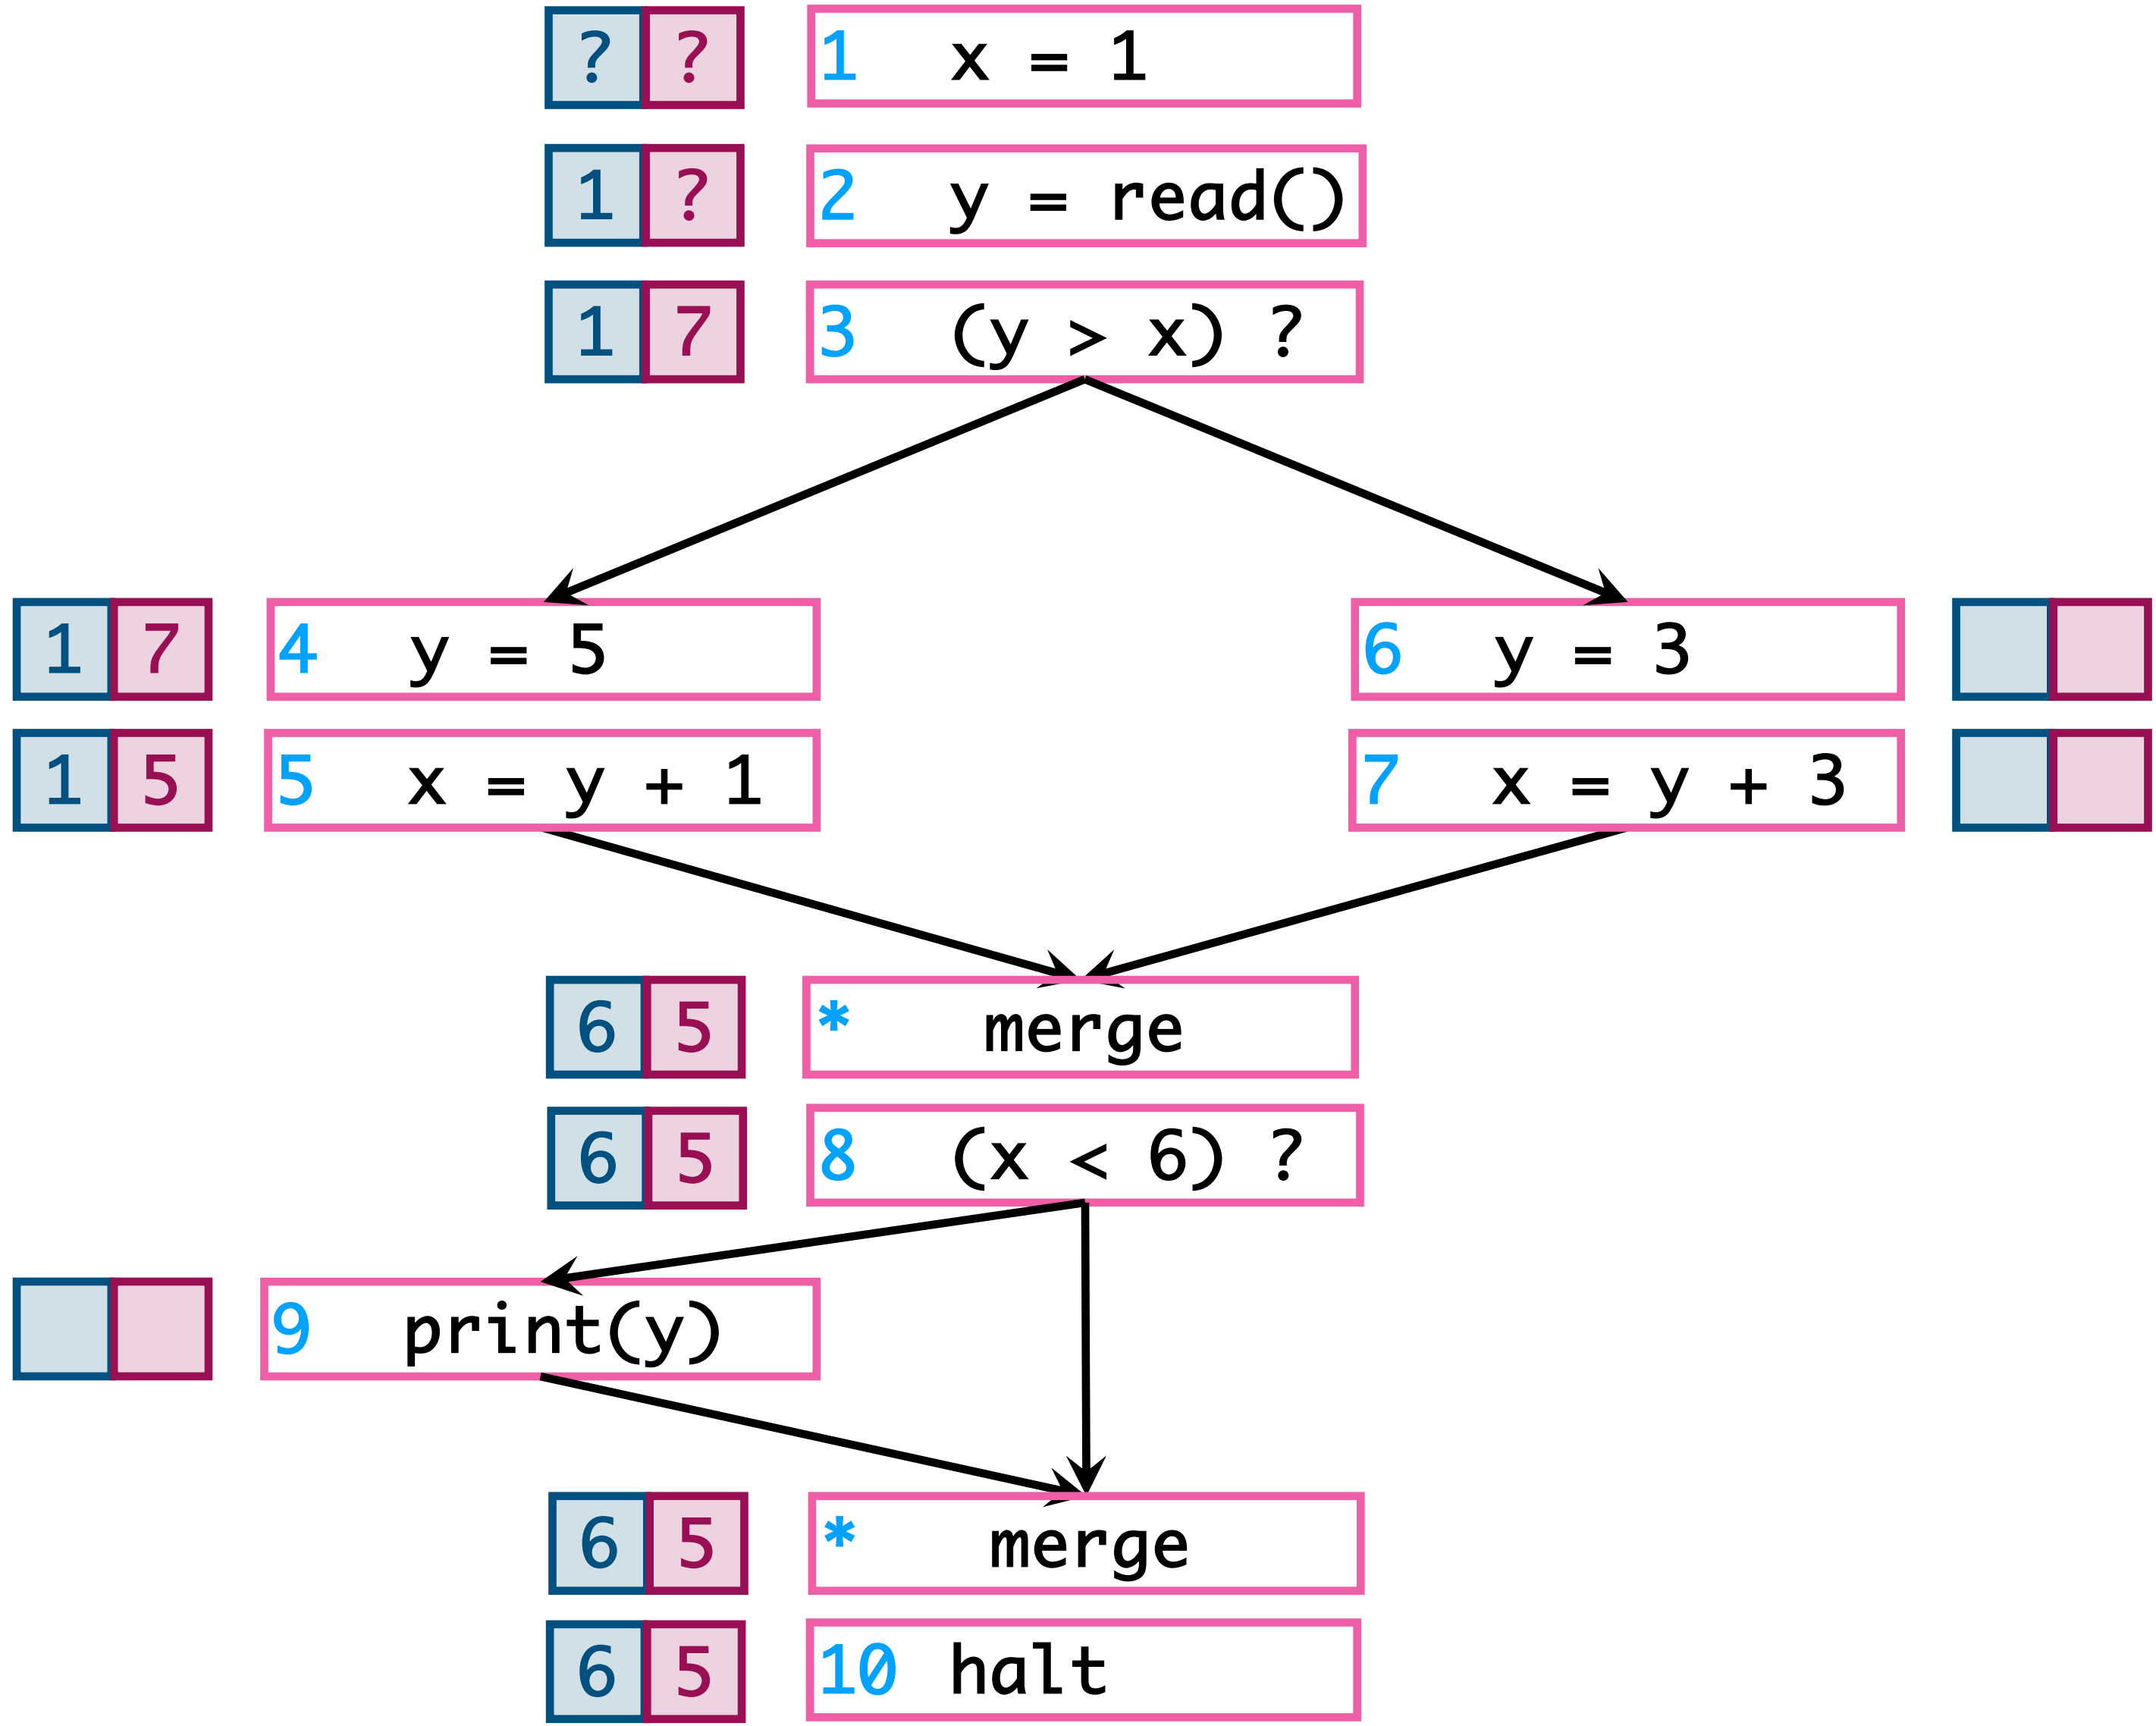 ? ? 1 x = 1
1 ? 2 y = read()
1 7 3 (y > x) ?
1 7 4 y = 5
6 y = 3
1 5 5 x = y + 1
7 x = y + 3
6 5 * merge
6 5 8 (x < 6) ?
9 print(y)
6 5 * merge
6 5 10 halt